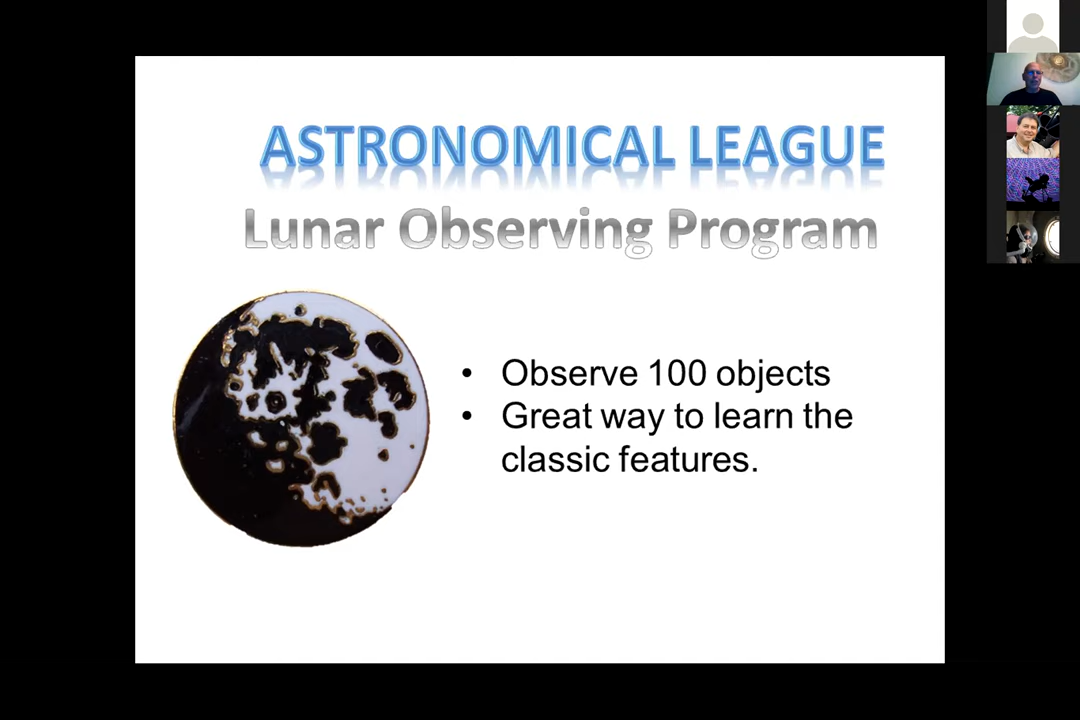 ASTRONOMICAL LEAGUE
Lunar Observing Program
• Observe 100 objects
• Great way to learn the
classic features.